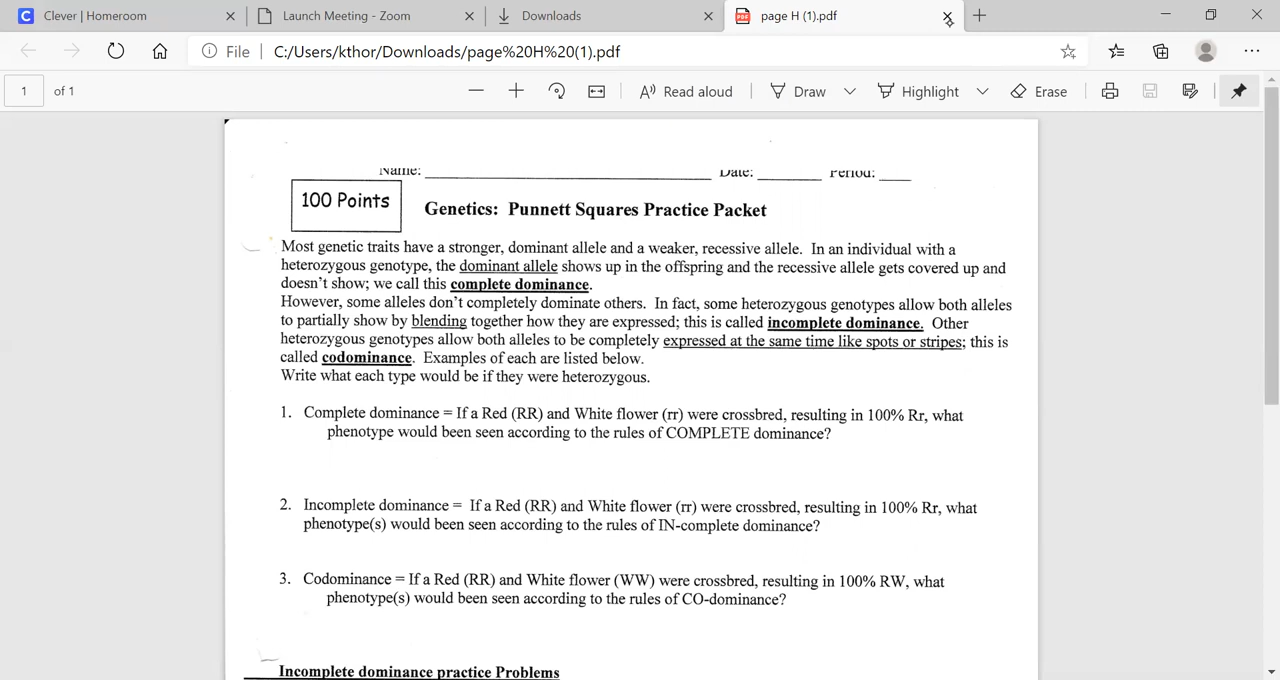 Clever | Homeroom
Launch Meeting - Zoom
Downloads
page H (1).pdf
File
C:/Users/kthor/Downloads/page%20H%20(1).pdf
1 of 1
Read aloud
Draw
Highlight
Erase
Name: Date: Period:
100 Points
Genetics: Punnett Squares Practice Packet
Most genetic traits have a stronger, dominant allele and a weaker, recessive allele. In an individual with a
heterozygous genotype, the dominant allele shows up in the offspring and the recessive allele gets covered up and
doesn't show; we call this complete dominance.
However, some alleles don't completely dominate others. In fact, some heterozygous genotypes allow both alleles
to partially show by blending together how they are expressed; this is called incomplete dominance. Other
heterozygous genotypes allow both alleles to be completely expressed at the same time like spots or stripes; this is
called codominance. Examples of each are listed below.
Write what each type would be if they were heterozygous.
1. Complete dominance = If a Red (RR) and White flower (rr) were crossbred, resulting in 100% Rr, what
phenotype would been seen according to the rules of COMPLETE dominance?
2. Incomplete dominance = If a Red (RR) and White flower (rr) were crossbred, resulting in 100% Rr, what
phenotype(s) would been seen according to the rules of IN-complete dominance?
3. Codominance = If a Red (RR) and White flower (WW) were crossbred, resulting in 100% RW, what
phenotype(s) would been seen according to the rules of CO-dominance?
Incomplete dominance practice Problems